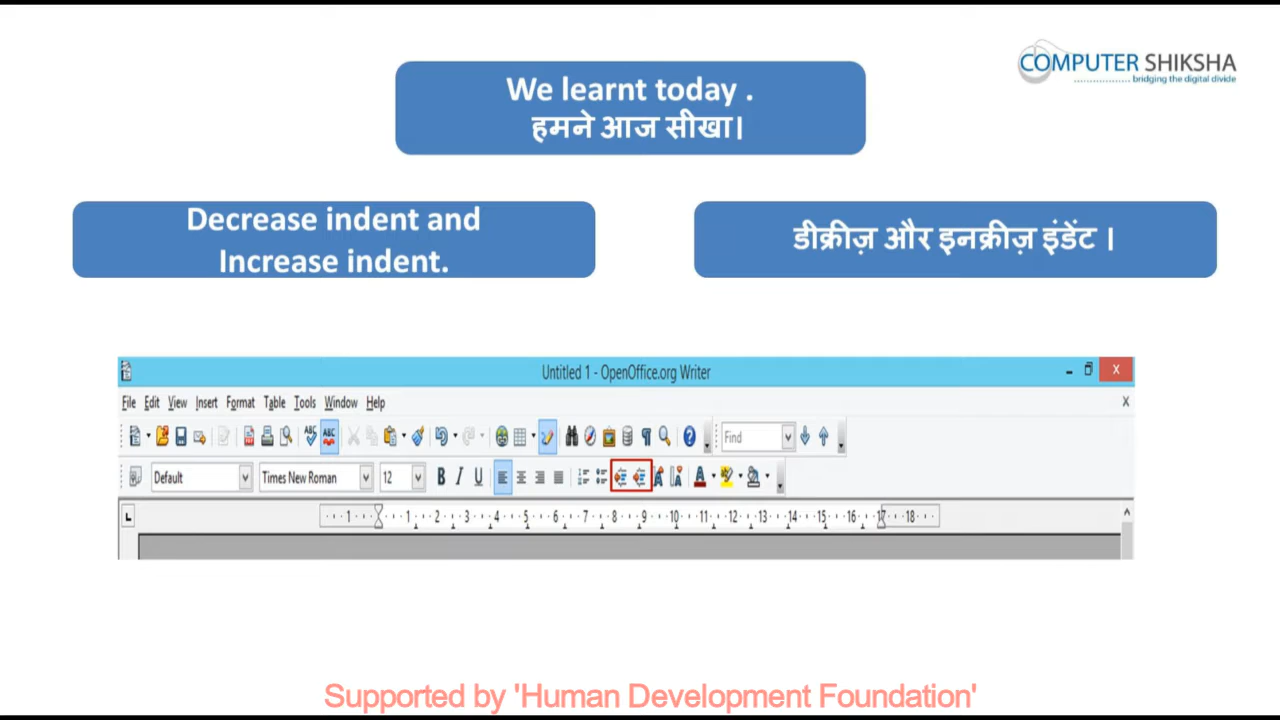 COMPUTER SHIKSHA
bridging the digital divide
We learnt today .
हमने आज सीखा।
Decrease indent and
Increase indent.
डीक्रीज़ और इनक्रीज़ इंडेंट ।
Untitled 1 - OpenOffice.org Writer
File Edit View Insert Format Table Tools Window Help
Find
Default Times New Roman 12 B I U
1 1 2 3 4 5 6 7 8 9 10 11 12 13 14 15 16 17 18
Supported by 'Human Development Foundation'